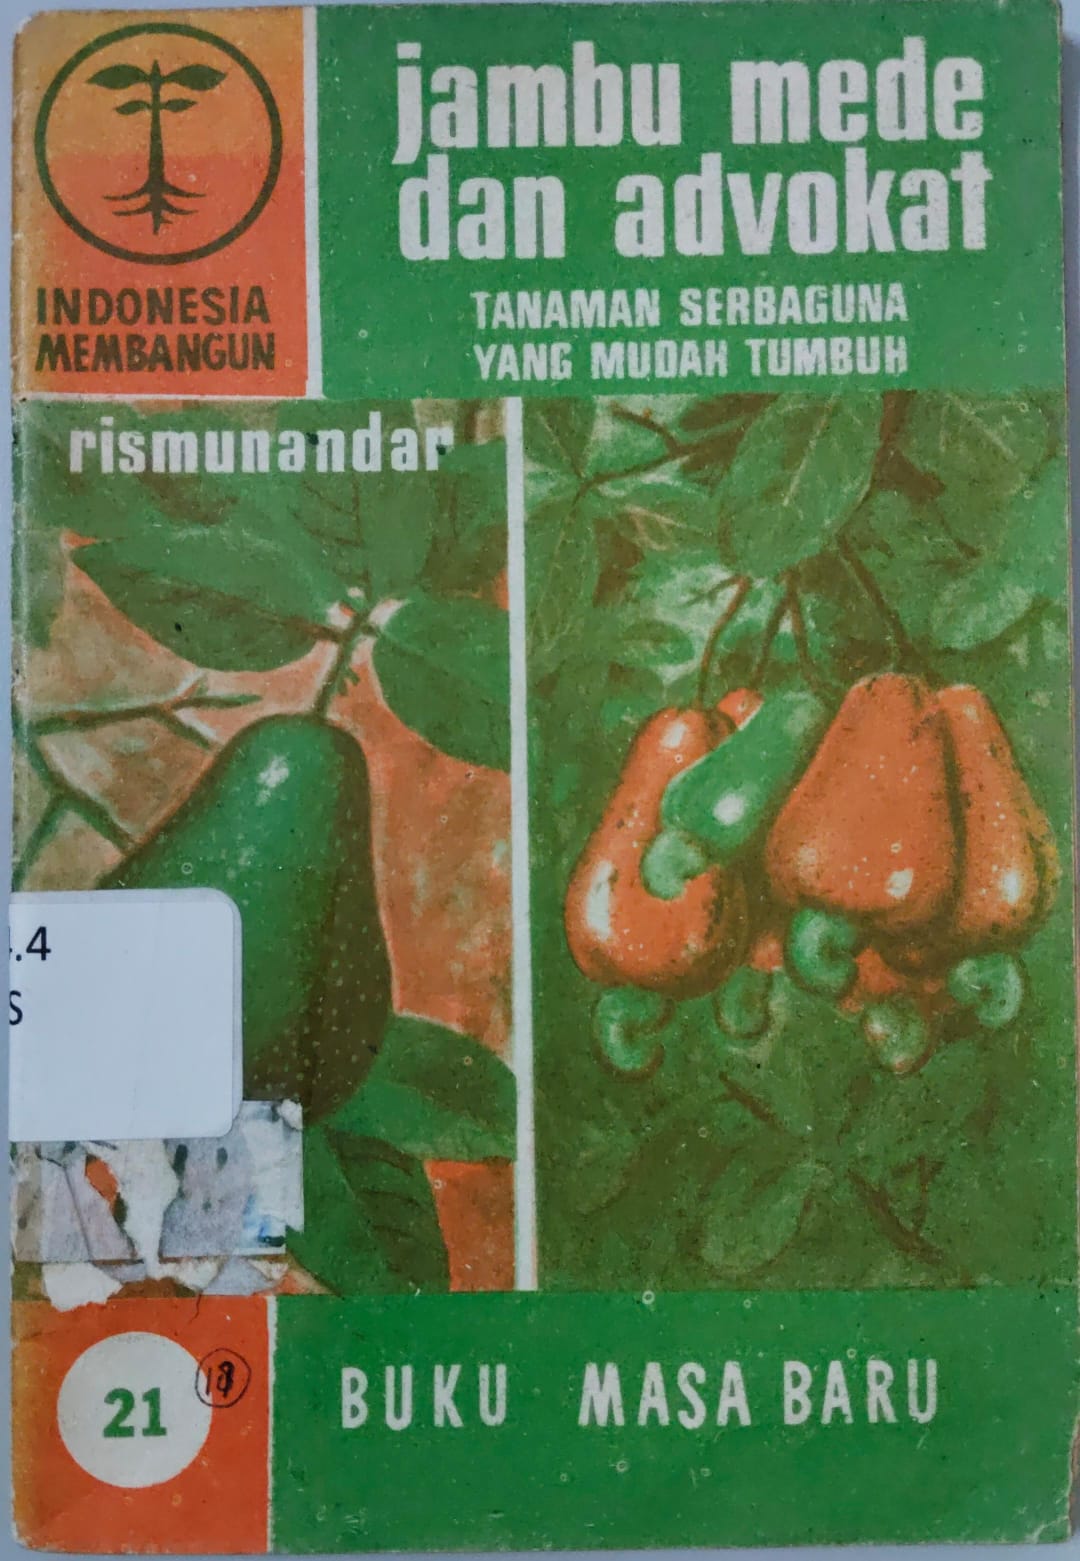 jambu mede
dan advokat
TANAMAN SERBAGUNA
YANG MUDAH TUMBUH
INDONESIA
MEMBANGUN
rismunandar
.4
S
21
BUKU MASA BARU